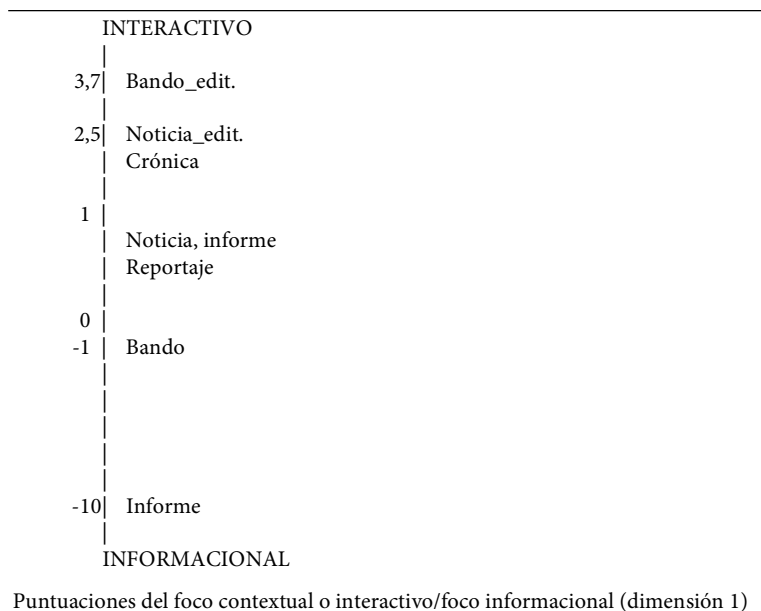 INTERACTIVO
3,7| Bando_edit.
2,5| Noticia_edit.
Crónica
1
Noticia, informe
Reportaje
0
-1 | Bando
-10| Informe
INFORMACIONAL
Puntuaciones del foco contextual o interactivo/foco informacional (dimensión 1)